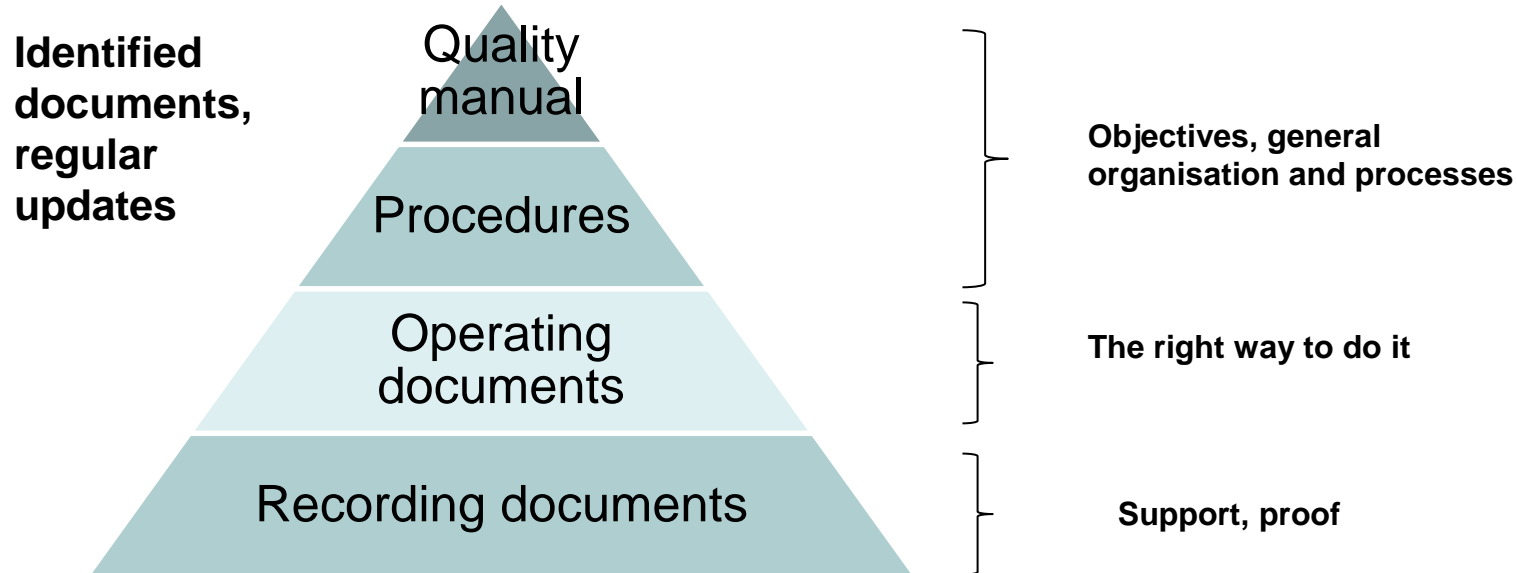 Identified
documents,
regular
updates
Quality
manual
Procedures
Operating
documents
Recording documents
Objectives, general
organisation and processes
The right way to do it
Support, proof